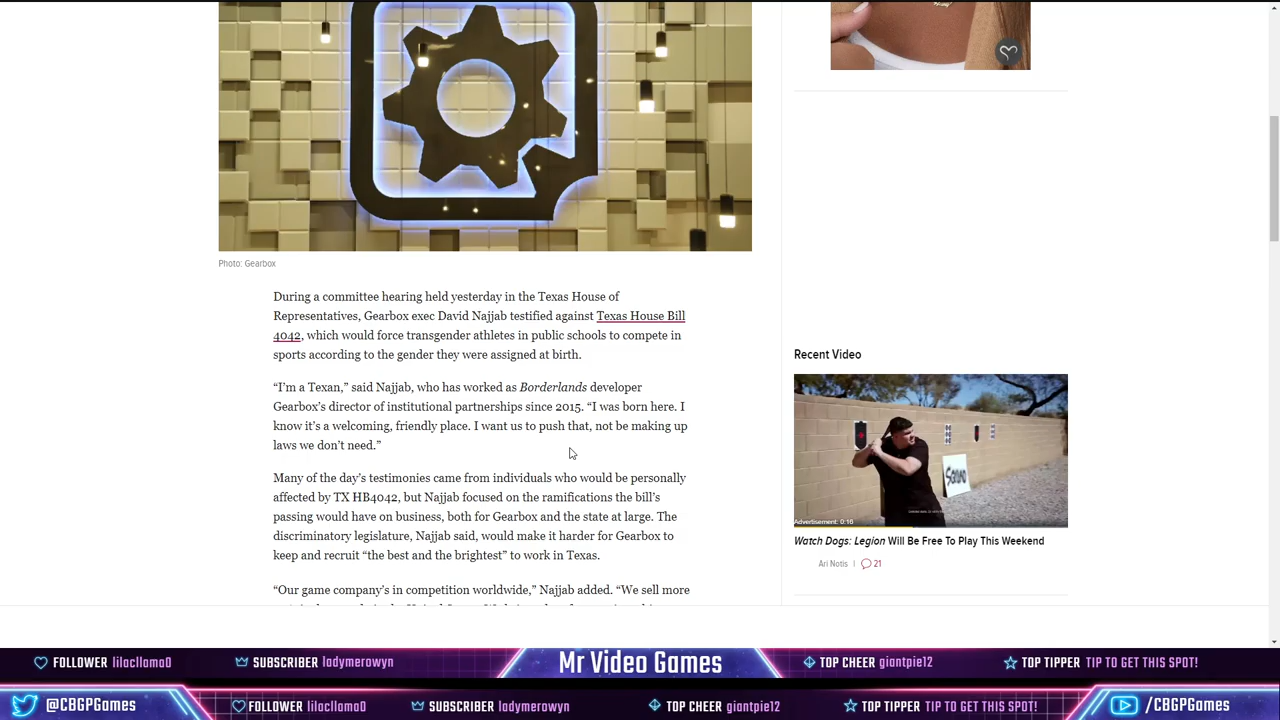 Photo: Gearbox
During a committee hearing held yesterday in the Texas House of
Representatives, Gearbox exec David Najjab testified against Texas House Bill
4042, which would force transgender athletes in public schools to compete in
sports according to the gender they were assigned at birth.
“I’m a Texan,” said Najjab, who has worked as Borderlands developer
Gearbox’s director of institutional partnerships since 2015. “I was born here. I
know it’s a welcoming, friendly place. I want us to push that, not be making up
laws we don’t need.”
Many of the day’s testimonies came from individuals who would be personally
affected by TX HB4042, but Najjab focused on the ramifications the bill’s
passing would have on business, both for Gearbox and the state at large. The
discriminatory legislature, Najjab said, would make it harder for Gearbox to
keep and recruit “the best and the brightest” to work in Texas.
“Our game company’s in competition worldwide,” Najjab added. “We sell more
Recent Video
Advertisement: 0:16
Watch Dogs: Legion Will Be Free To Play This Weekend
Ari Notis | 21
FOLLOWER lilacllama0
SUBSCRIBER ladymerowyn
Mr Video Games
TOP CHEER giantpie12
TOP TIPPER TIP TO GET THIS SPOT!
@CBGPGames
FOLLOWER lilacllama0
SUBSCRIBER ladymerowyn
TOP CHEER giantpie12
TOP TIPPER TIP TO GET THIS SPOT!
/CBGPGames